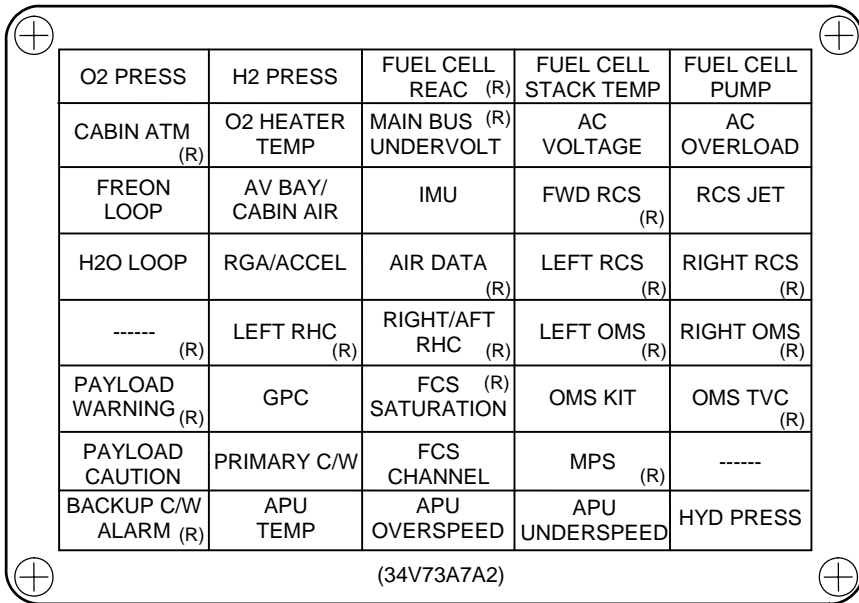 O2 PRESS
H2 PRESS
FUEL CELL
REAC (R)
FUEL CELL
STACK TEMP
FUEL CELL
PUMP
CABIN ATM
(R)
O2 HEATER
TEMP
MAIN BUS (R)
UNDERVOLT
AC
VOLTAGE
AC
OVERLOAD
FREON
LOOP
AV BAY/
CABIN AIR
IMU
FWD RCS
(R)
RCS JET
H2O LOOP
RGA/ACCEL
AIR DATA
(R)
LEFT RCS
(R)
RIGHT RCS
(R)
------
(R)
LEFT RHC
(R)
RIGHT/AFT
RHC (R)
LEFT OMS
(R)
RIGHT OMS
(R)
PAYLOAD
WARNING (R)
GPC
FCS (R)
SATURATION
OMS KIT
OMS TVC
(R)
PAYLOAD
CAUTION
PRIMARY C/W
FCS
CHANNEL
MPS
(R)
------
BACKUP C/W
ALARM (R)
APU
TEMP
APU
OVERSPEED
APU
UNDERSPEED
HYD PRESS
(34V73A7A2)